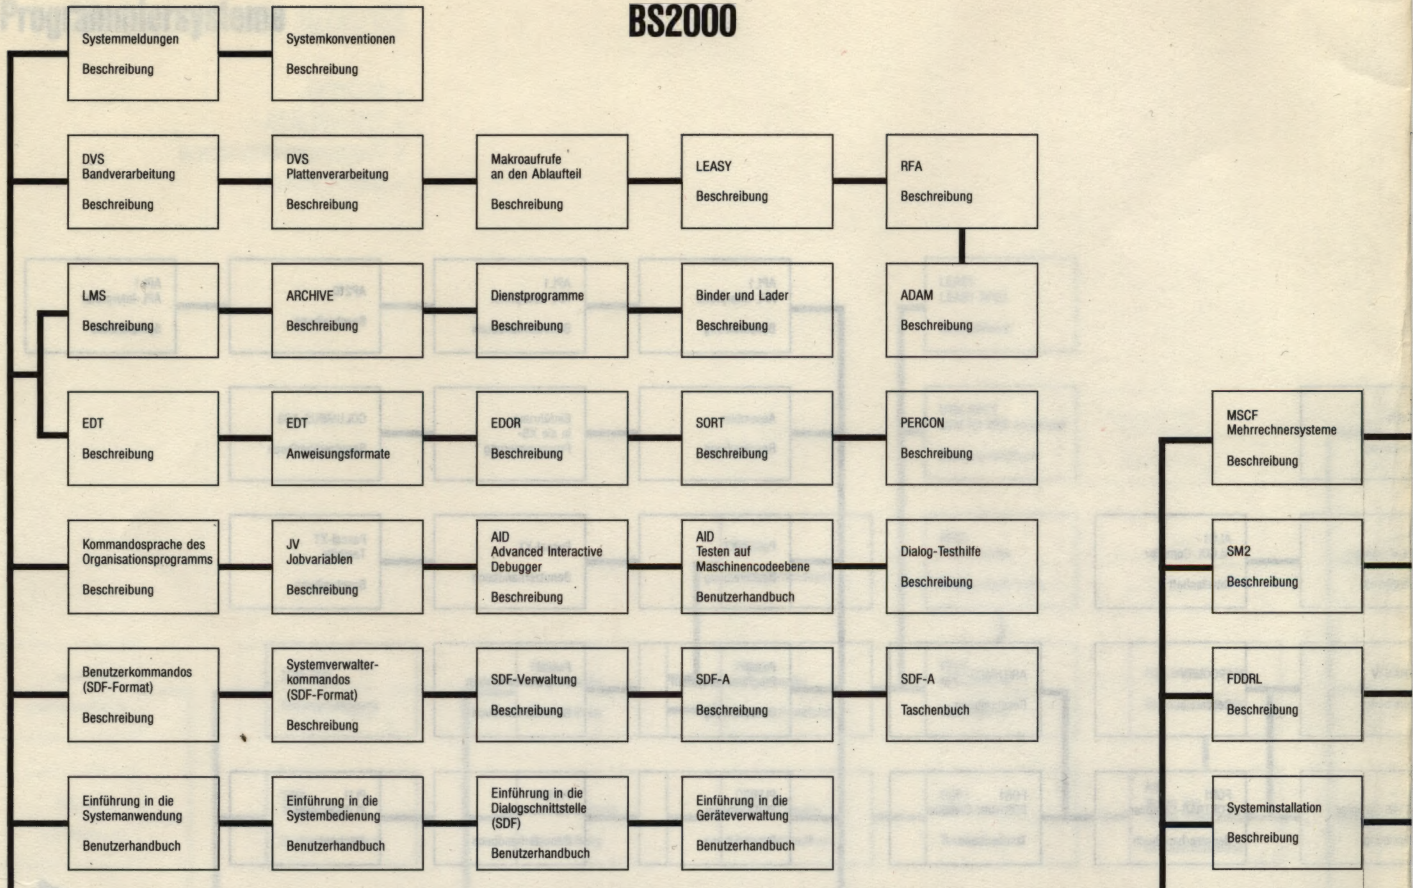 Programmiersysteme
BS2000
Systemmeldungen
Beschreibung
Systemkonventionen
Beschreibung
DVS
Bandverarbeitung
Beschreibung
DVS
Plattenverarbeitung
Beschreibung
Makroaufrufe
an den Ablaufteil
Beschreibung
LEASY
Beschreibung
RFA
Beschreibung
LMS
Beschreibung
ARCHIVE
Beschreibung
Dienstprogramme
Beschreibung
Binder und Lader
Beschreibung
ADAM
Beschreibung
EDT
Beschreibung
EDT
Anweisungsformate
EDOR
Beschreibung
SORT
Beschreibung
PERCON
Beschreibung
MSCF
Mehrrechnersysteme
Beschreibung
Kommandosprache des
Organisationsprogramms
Beschreibung
JV
Jobvariablen
Beschreibung
AID
Advanced Interactive
Debugger
Beschreibung
AID
Testen auf
Maschinencodeebene
Benutzerhandbuch
Dialog-Testhilfe
Beschreibung
SM2
Beschreibung
Benutzerkommandos
(SDF-Format)
Beschreibung
Systemverwalter-
kommandos
(SDF-Format)
Beschreibung
SDF-Verwaltung
Beschreibung
SDF-A
Beschreibung
SDF-A
Taschenbuch
FDDRL
Beschreibung
Einführung in die
Systemanwendung
Benutzerhandbuch
Einführung in die
Systembedienung
Benutzerhandbuch
Einführung in die
Dialogschnittstelle
(SDF)
Benutzerhandbuch
Einführung in die
Geräteverwaltung
Benutzerhandbuch
Systeminstallation
Beschreibung